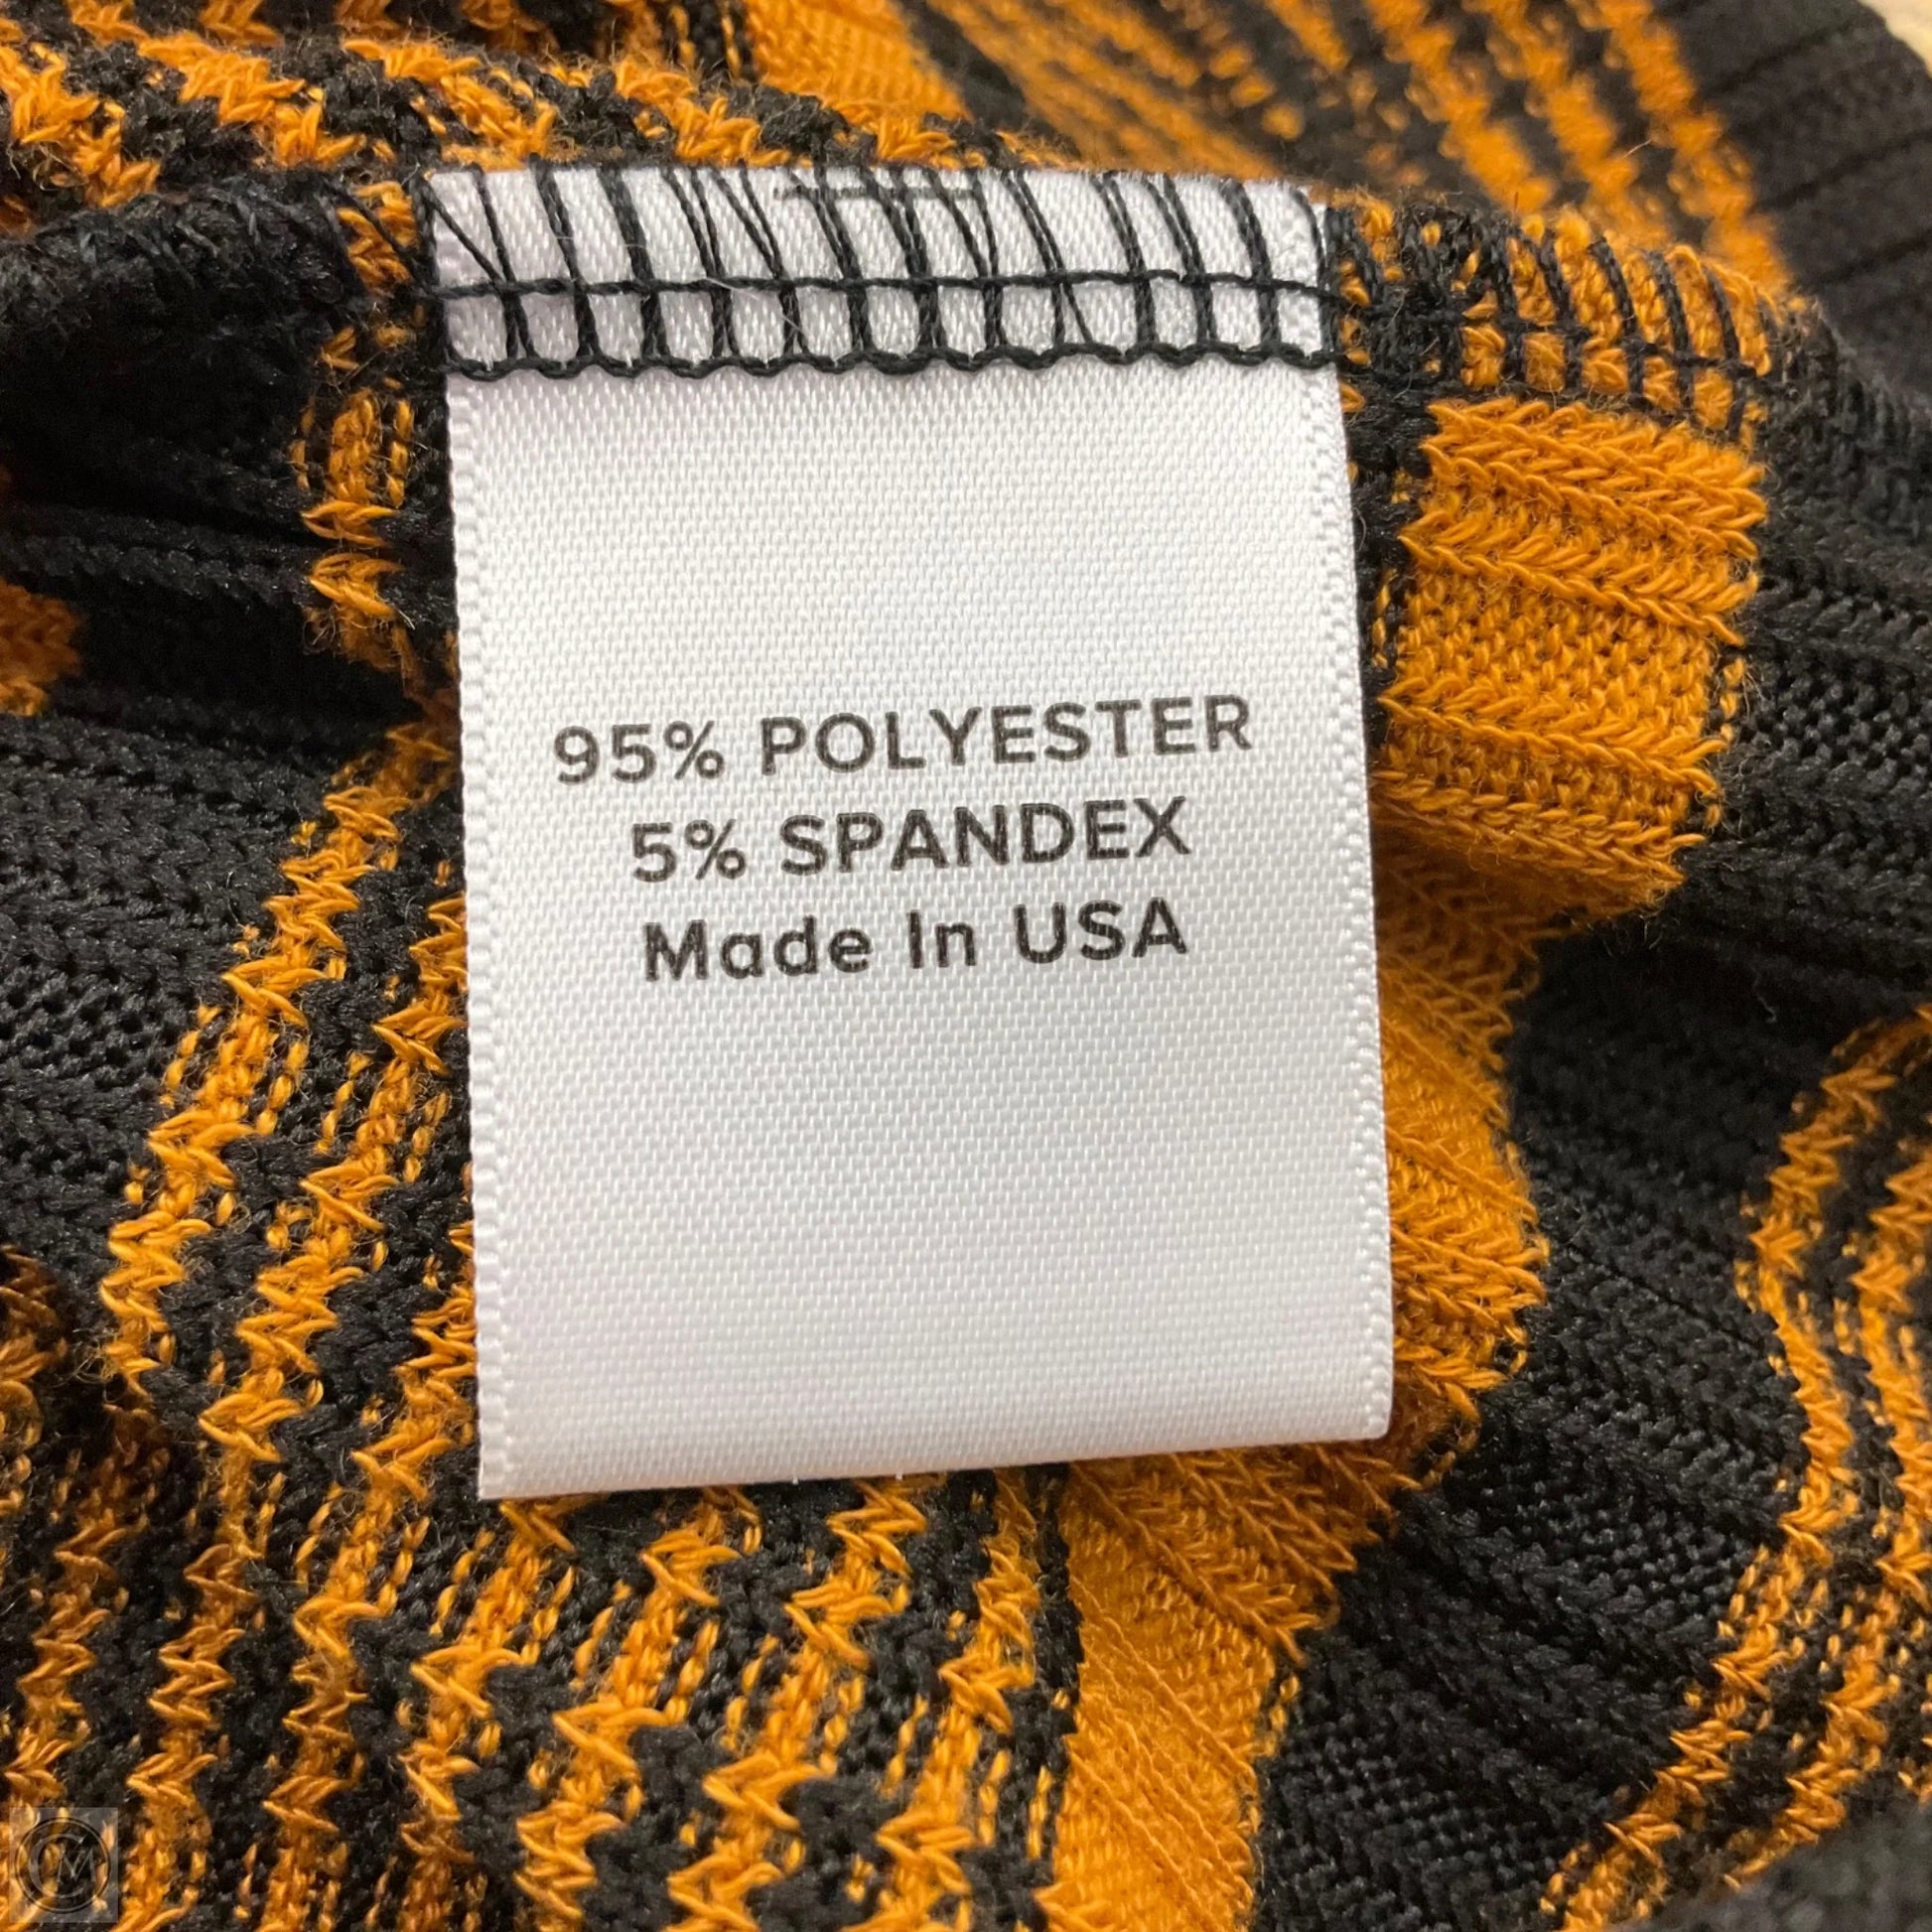 95% POLYESTER
5% SPANDEX
Made In USA